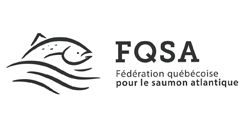 FQSA
Fédération québécoise
pour le saumon atlantique